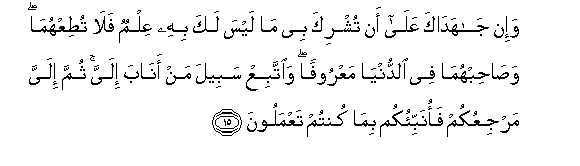 وَإِن جَـٰهَدَاكَ عَلَىٰٓ أَن تُشْرِكَ بِى مَا لَيْسَ لَكَ بِهِۦ عِلْمٌ فَلَا تُطِعْهُمَا ۖ
وَصَاحِبْهُمَا فِى ٱلدُّنْيَا مَعْرُوفًا ۖ وَٱتَّبِعْ سَبِيلَ مَنْ أَنَابَ إِلَىَّ ۚ ثُمَّ إِلَىَّ
مَرْجِعُكُمْ فَأُنَبِّئُكُم بِمَا كُنتُمْ تَعْمَلُونَ ١٥